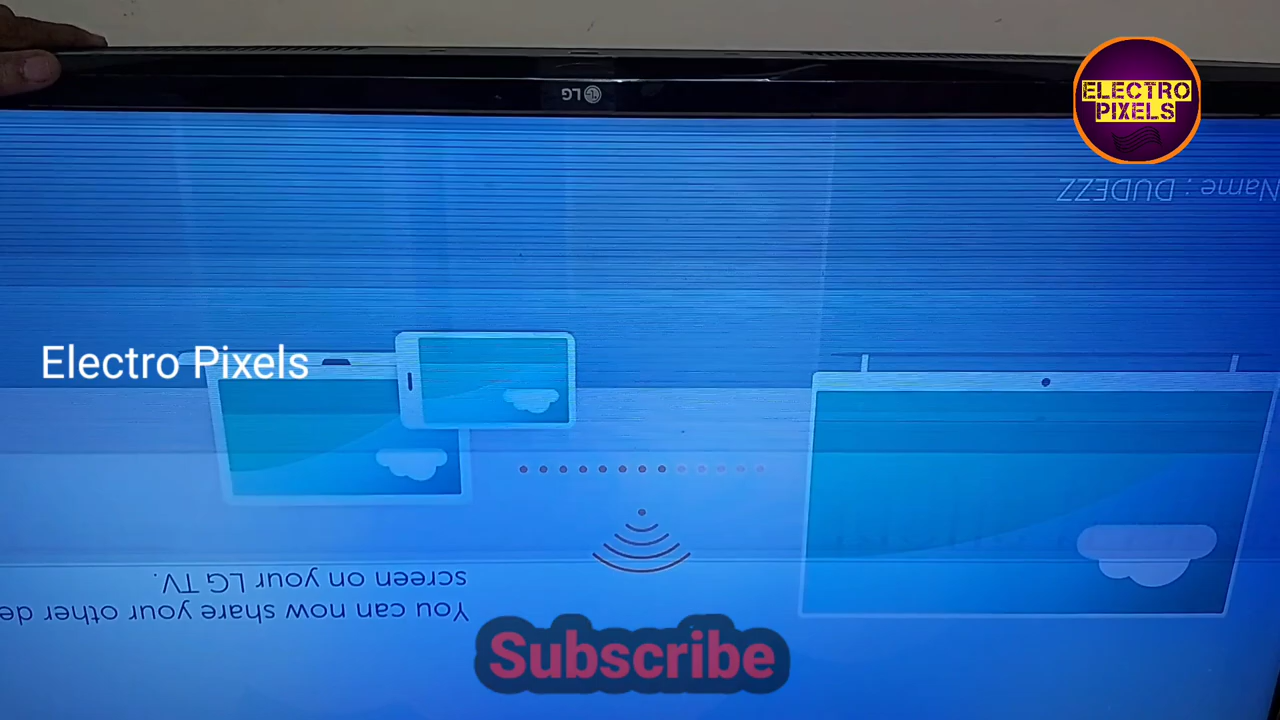 LG
ELECTRO
PIXELS
Name : DUDEZZ
Electro Pixels
You can now share your other de
screen on your LG TV.
Subscribe